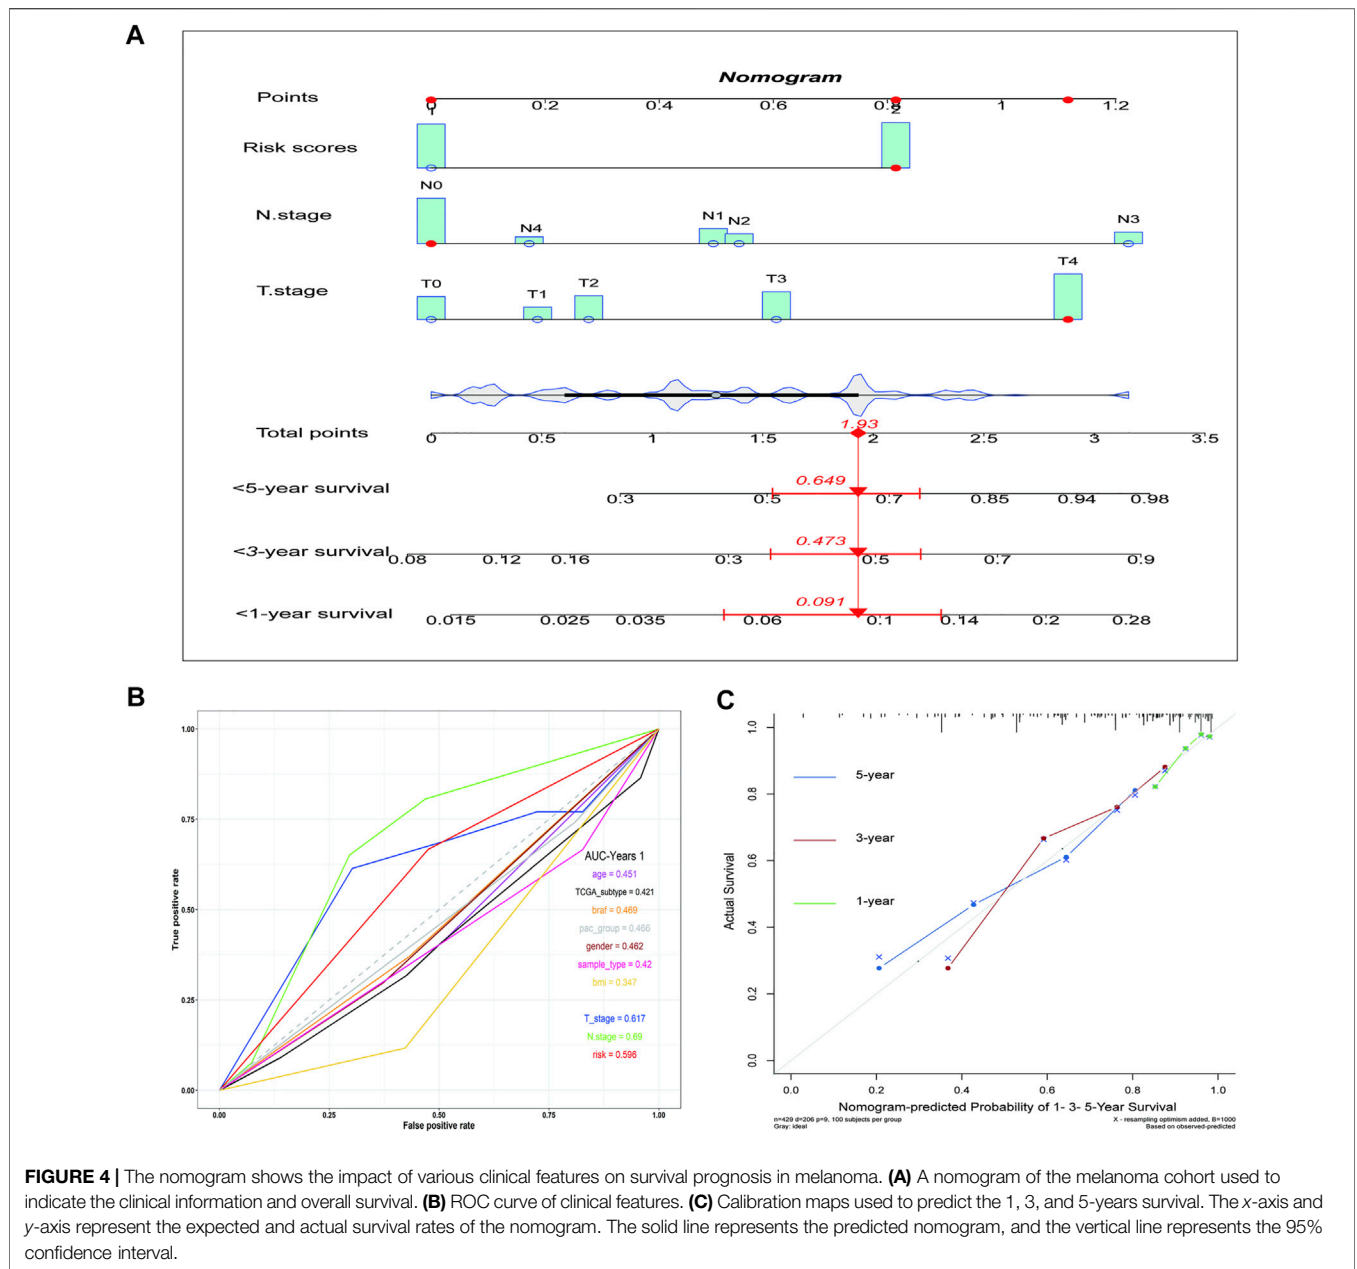 A
Nomogram
Points
0 0.2 0.4 0.6 0.8 1 1.2
1 2
Risk scores
N0 N4 N1 N2 N3
N.stage
T0 T1 T2 T3 T4
T.stage
1.93
Total points
0 0.5 1 1.5 2 2.5 3 3.5
0.649
<5-year survival
0.3 0.5 0.7 0.85 0.94 0.98
0.473
<3-year survival
0.08 0.12 0.16 0.3 0.5 0.7 0.9
0.091
<1-year survival
0.015 0.025 0.035 0.06 0.1 0.14 0.2 0.28
B
True positive rate
1.00
0.75
0.50
0.25
0.00
AUC-Years 1
age = 0.451
TCGA_subtype = 0.421
braf = 0.469
pac_group = 0.466
gender = 0.462
sample_type = 0.42
bmi = 0.347
T_stage = 0.617
N.stage = 0.69
risk = 0.596
0.00 0.25 0.50 0.75 1.00
False positive rate
C
Actual Survival
1.0
0.8
0.6
0.4
0.2
0.0
5-year
3-year
1-year
0.0 0.2 0.4 0.6 0.8 1.0
Nomogram-predicted Probability of 1- 3- 5-Year Survival
n=429 d=206 p=9, 100 subjects per group
Gray: ideal
X - resampling optimism added, B=1000
Based on observed-predicted
FIGURE 4 | The nomogram shows the impact of various clinical features on survival prognosis in melanoma. (A) A nomogram of the melanoma cohort used to
indicate the clinical information and overall survival. (B) ROC curve of clinical features. (C) Calibration maps used to predict the 1, 3, and 5-years survival. The x-axis and
y-axis represent the expected and actual survival rates of the nomogram. The solid line represents the predicted nomogram, and the vertical line represents the 95%
confidence interval.